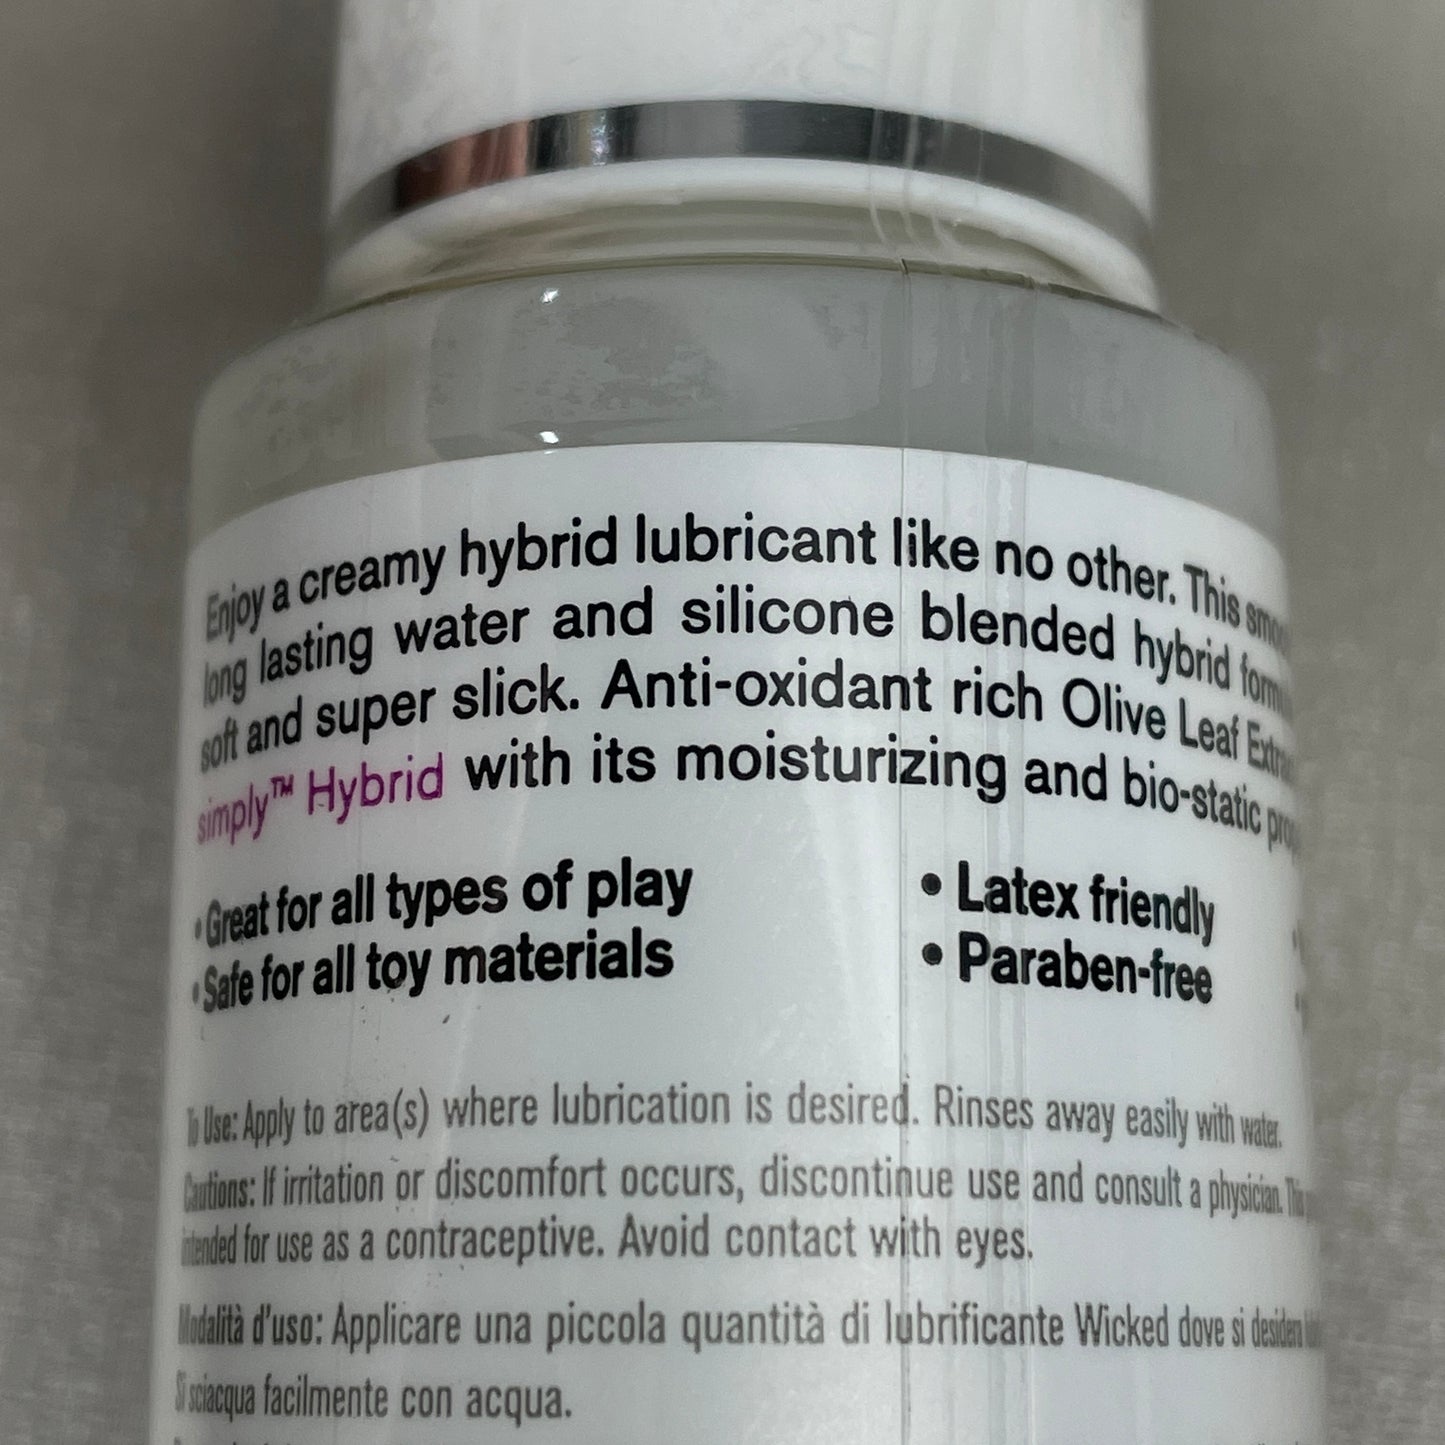 Enjoy a creamy hybrid lubricant like no other. This
long lasting water and silicone blended hybrid
soft and super slick. Anti-oxidant rich Olive Leaf
simply™ Hybrid with its moisturizing and bio-static
• Great for all types of play
• Safe for all toy materials
• Latex friendly
• Paraben-free
To Use: Apply to area(s) where lubrication is desired. Rinses away easily with water.
Cautions: If irritation or discomfort occurs, discontinue use and consult a physician. This
intended for use as a contraceptive. Avoid contact with eyes.
Modalità d'uso: Applicare una piccola quantità di lubrificante Wicked dove si desidera
Si sciacqua facilmente con acqua.